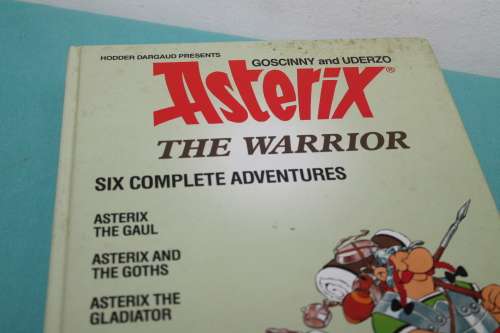 HODDER DARGAUD PRESENTS
GOSCINNY and UDERZO
Asterix®
THE WARRIOR
SIX COMPLETE ADVENTURES
ASTERIX
THE GAUL
ASTERIX AND
THE GOTHS
ASTERIX THE
GLADIATOR